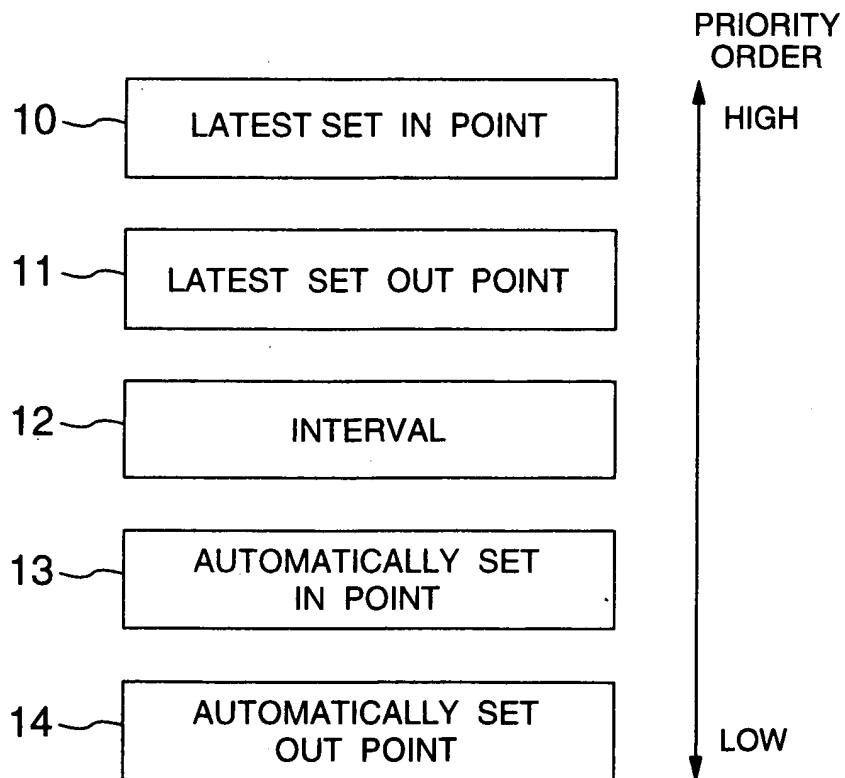 PRIORITY
ORDER
10
LATEST SET IN POINT
HIGH
11
LATEST SET OUT POINT
12
INTERVAL
13
AUTOMATICALLY SET
IN POINT
14
AUTOMATICALLY SET
OUT POINT
LOW